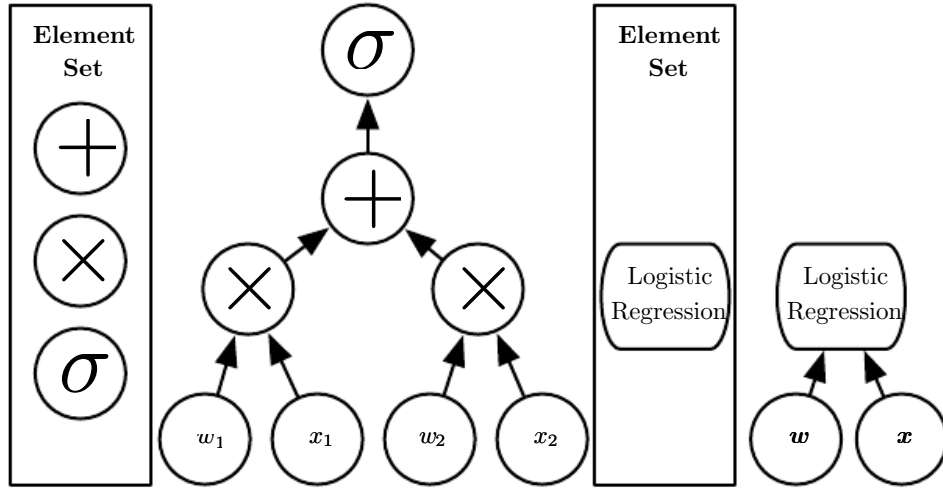 Element
Set
+
×
σ
σ
+
×
×
w₁
x₁
w₂
x₂
Element
Set
Logistic
Regression
Logistic
Regression
w
x